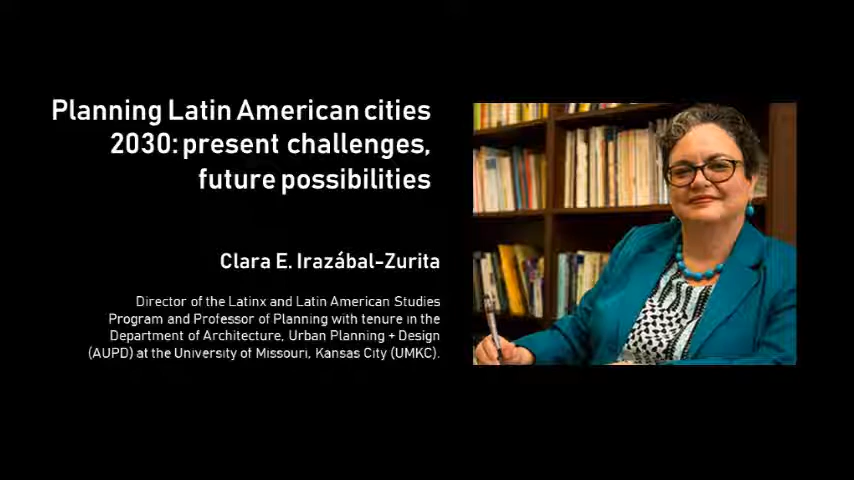 Planning Latin American cities
2030: present challenges,
future possibilities
Clara E. Irazábal-Zurita
Director of the Latinx and Latin American Studies
Program and Professor of Planning with tenure in the
Department of Architecture, Urban Planning + Design
(AUPD) at the University of Missouri, Kansas City (UMKC).